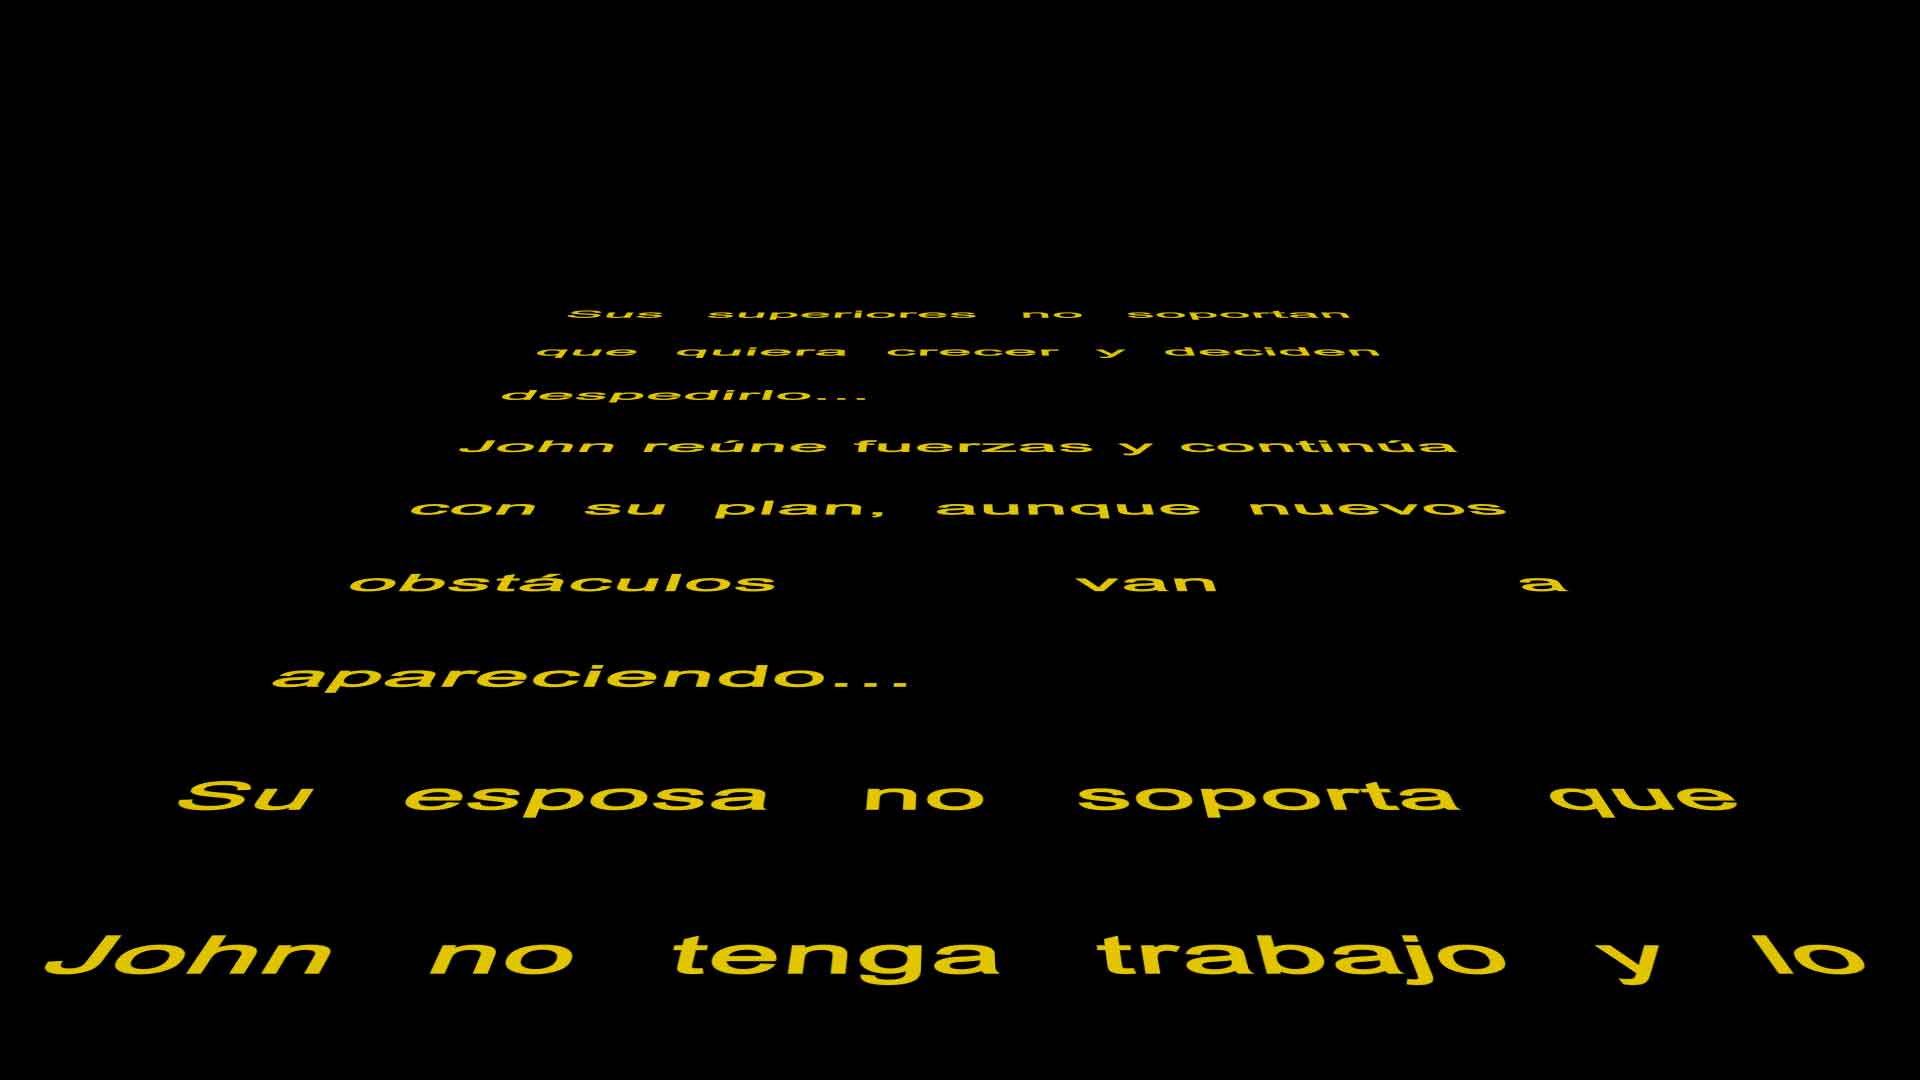 Sus superiores no soportan
que quiera crecer y deciden
despedirlo...
John reúne fuerzas y continúa
con su plan, aunque nuevos
obstáculos van a
apareciendo...
Su esposa no soporta que
John no tenga trabajo y lo